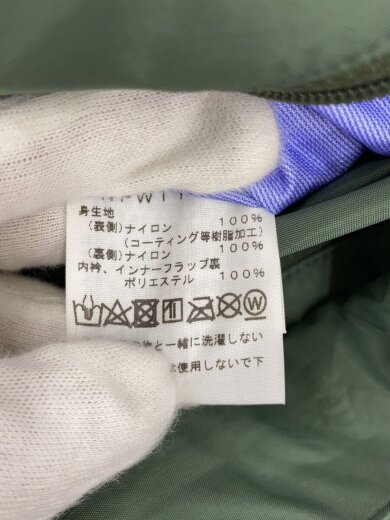 NPW11
身生地
(表側)ナイロン 100%
(コーティング等樹脂加工)
(裏側)ナイロン 100%
内衿、インナーフラップ裏
ポリエステル 100%
W
と一緒に洗濯しない
は使用しないで下